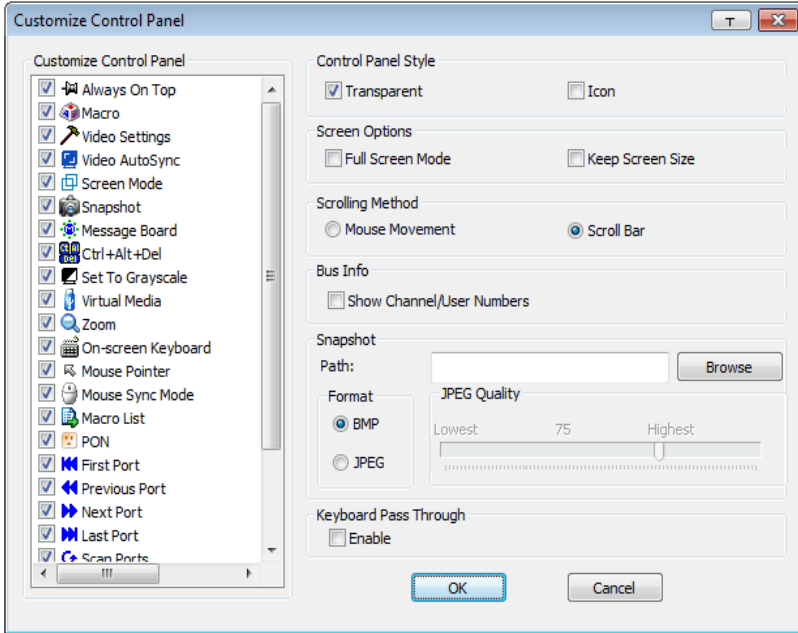 Customize Control Panel
T
Customize Control Panel
Always On Top
Macro
Video Settings
Video AutoSync
Screen Mode
Snapshot
Message Board
Ctrl+Alt+Del
Set To Grayscale
Virtual Media
Zoom
On-screen Keyboard
Mouse Pointer
Mouse Sync Mode
Macro List
PON
First Port
Previous Port
Next Port
Last Port
Scan Ports
Control Panel Style
Transparent Icon
Screen Options
Full Screen Mode Keep Screen Size
Scrolling Method
Mouse Movement Scroll Bar
Bus Info
Show Channel/User Numbers
Snapshot
Path: Browse
Format
BMP
JPEG
JPEG Quality
Lowest 75 Highest
Keyboard Pass Through
Enable
OK Cancel